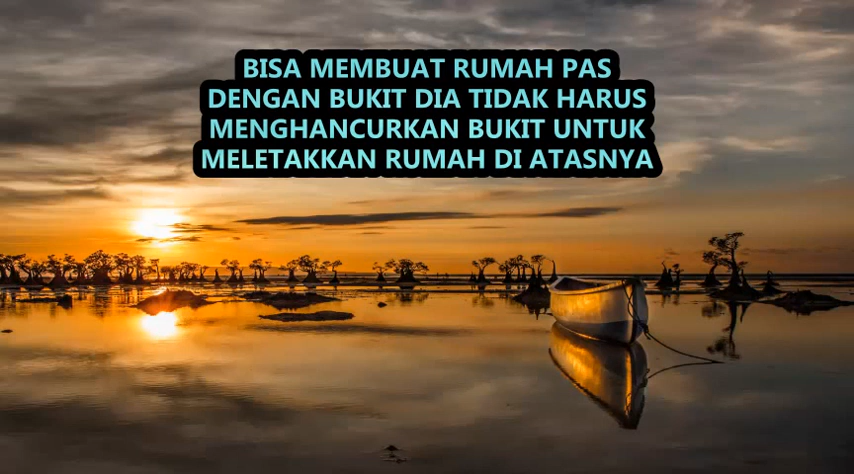 BISA MEMBUAT RUMAH PAS
DENGAN BUKIT DIA TIDAK HARUS
MENGHANCURKAN BUKIT UNTUK
MELETAKKAN RUMAH DI ATASNYA